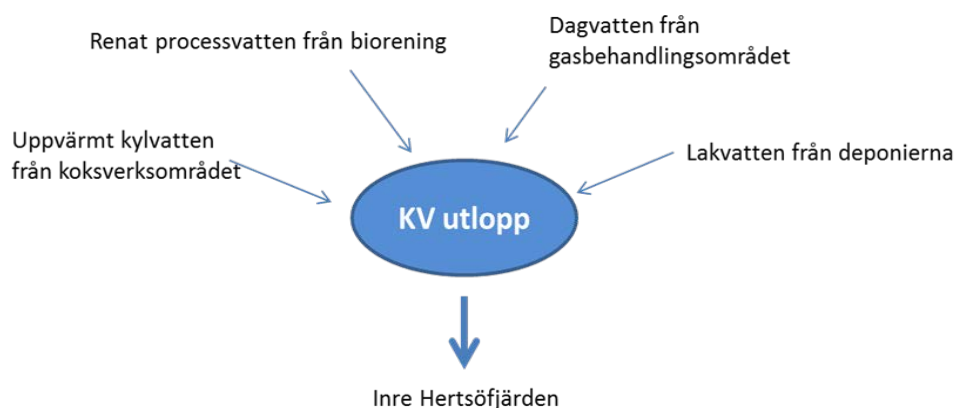 Renat processvatten från biorening
Dagvatten från
gasbehandlingsområdet
Uppvärmt kylvatten
från koksverksområdet
Lakvatten från deponierna
KV utlopp
Inre Hertsöfjärden